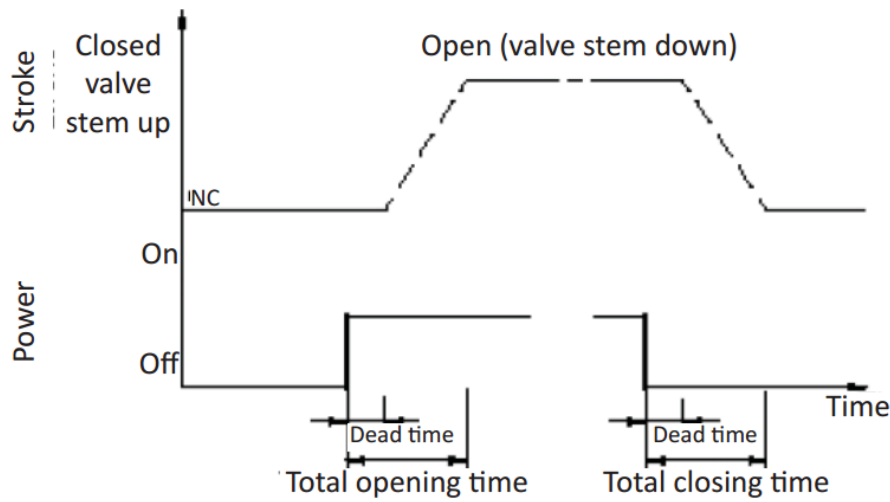 Stroke
Closed
valve
stem up
Open (valve stem down)
NC
Power
On
Off
Time
Dead time
Dead time
Total opening time
Total closing time